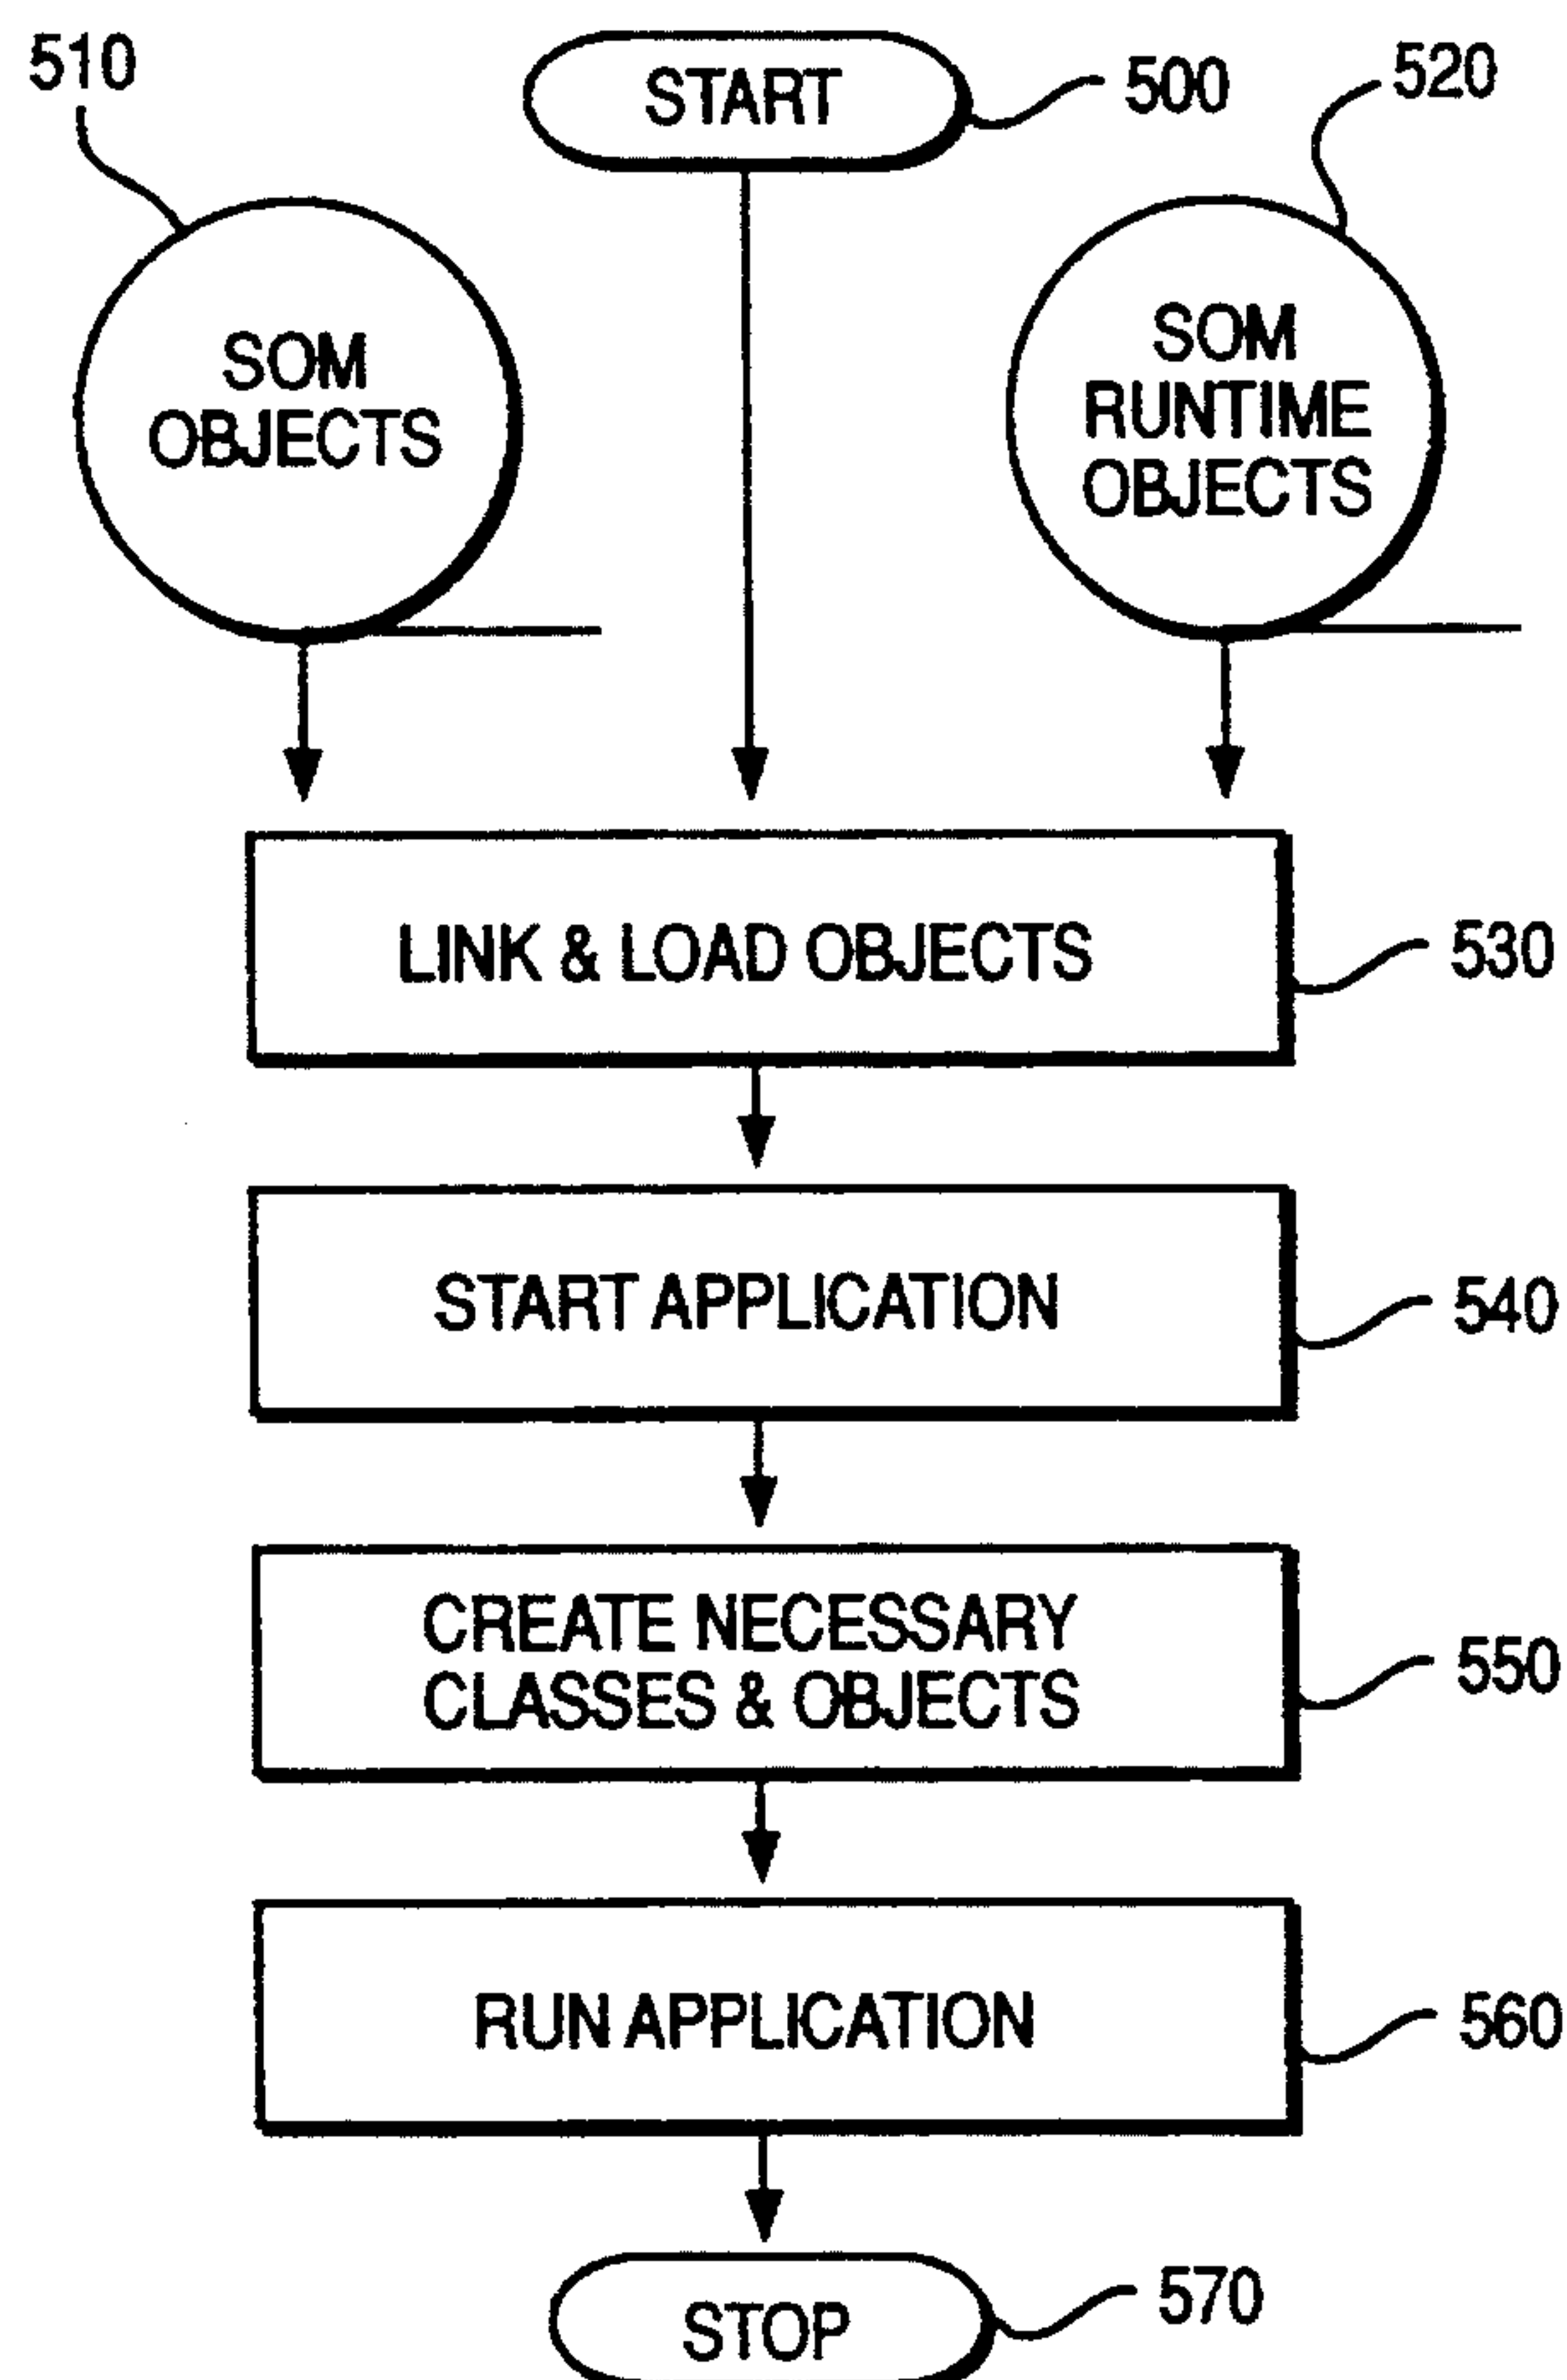 510
START
500
520
SOM
OBJECTS
SOM
RUNTIME
OBJECTS
LINK & LOAD OBJECTS
530
START APPLICATION
540
CREATE NECESSARY
CLASSES & OBJECTS
550
RUN APPLICATION
560
STOP
570